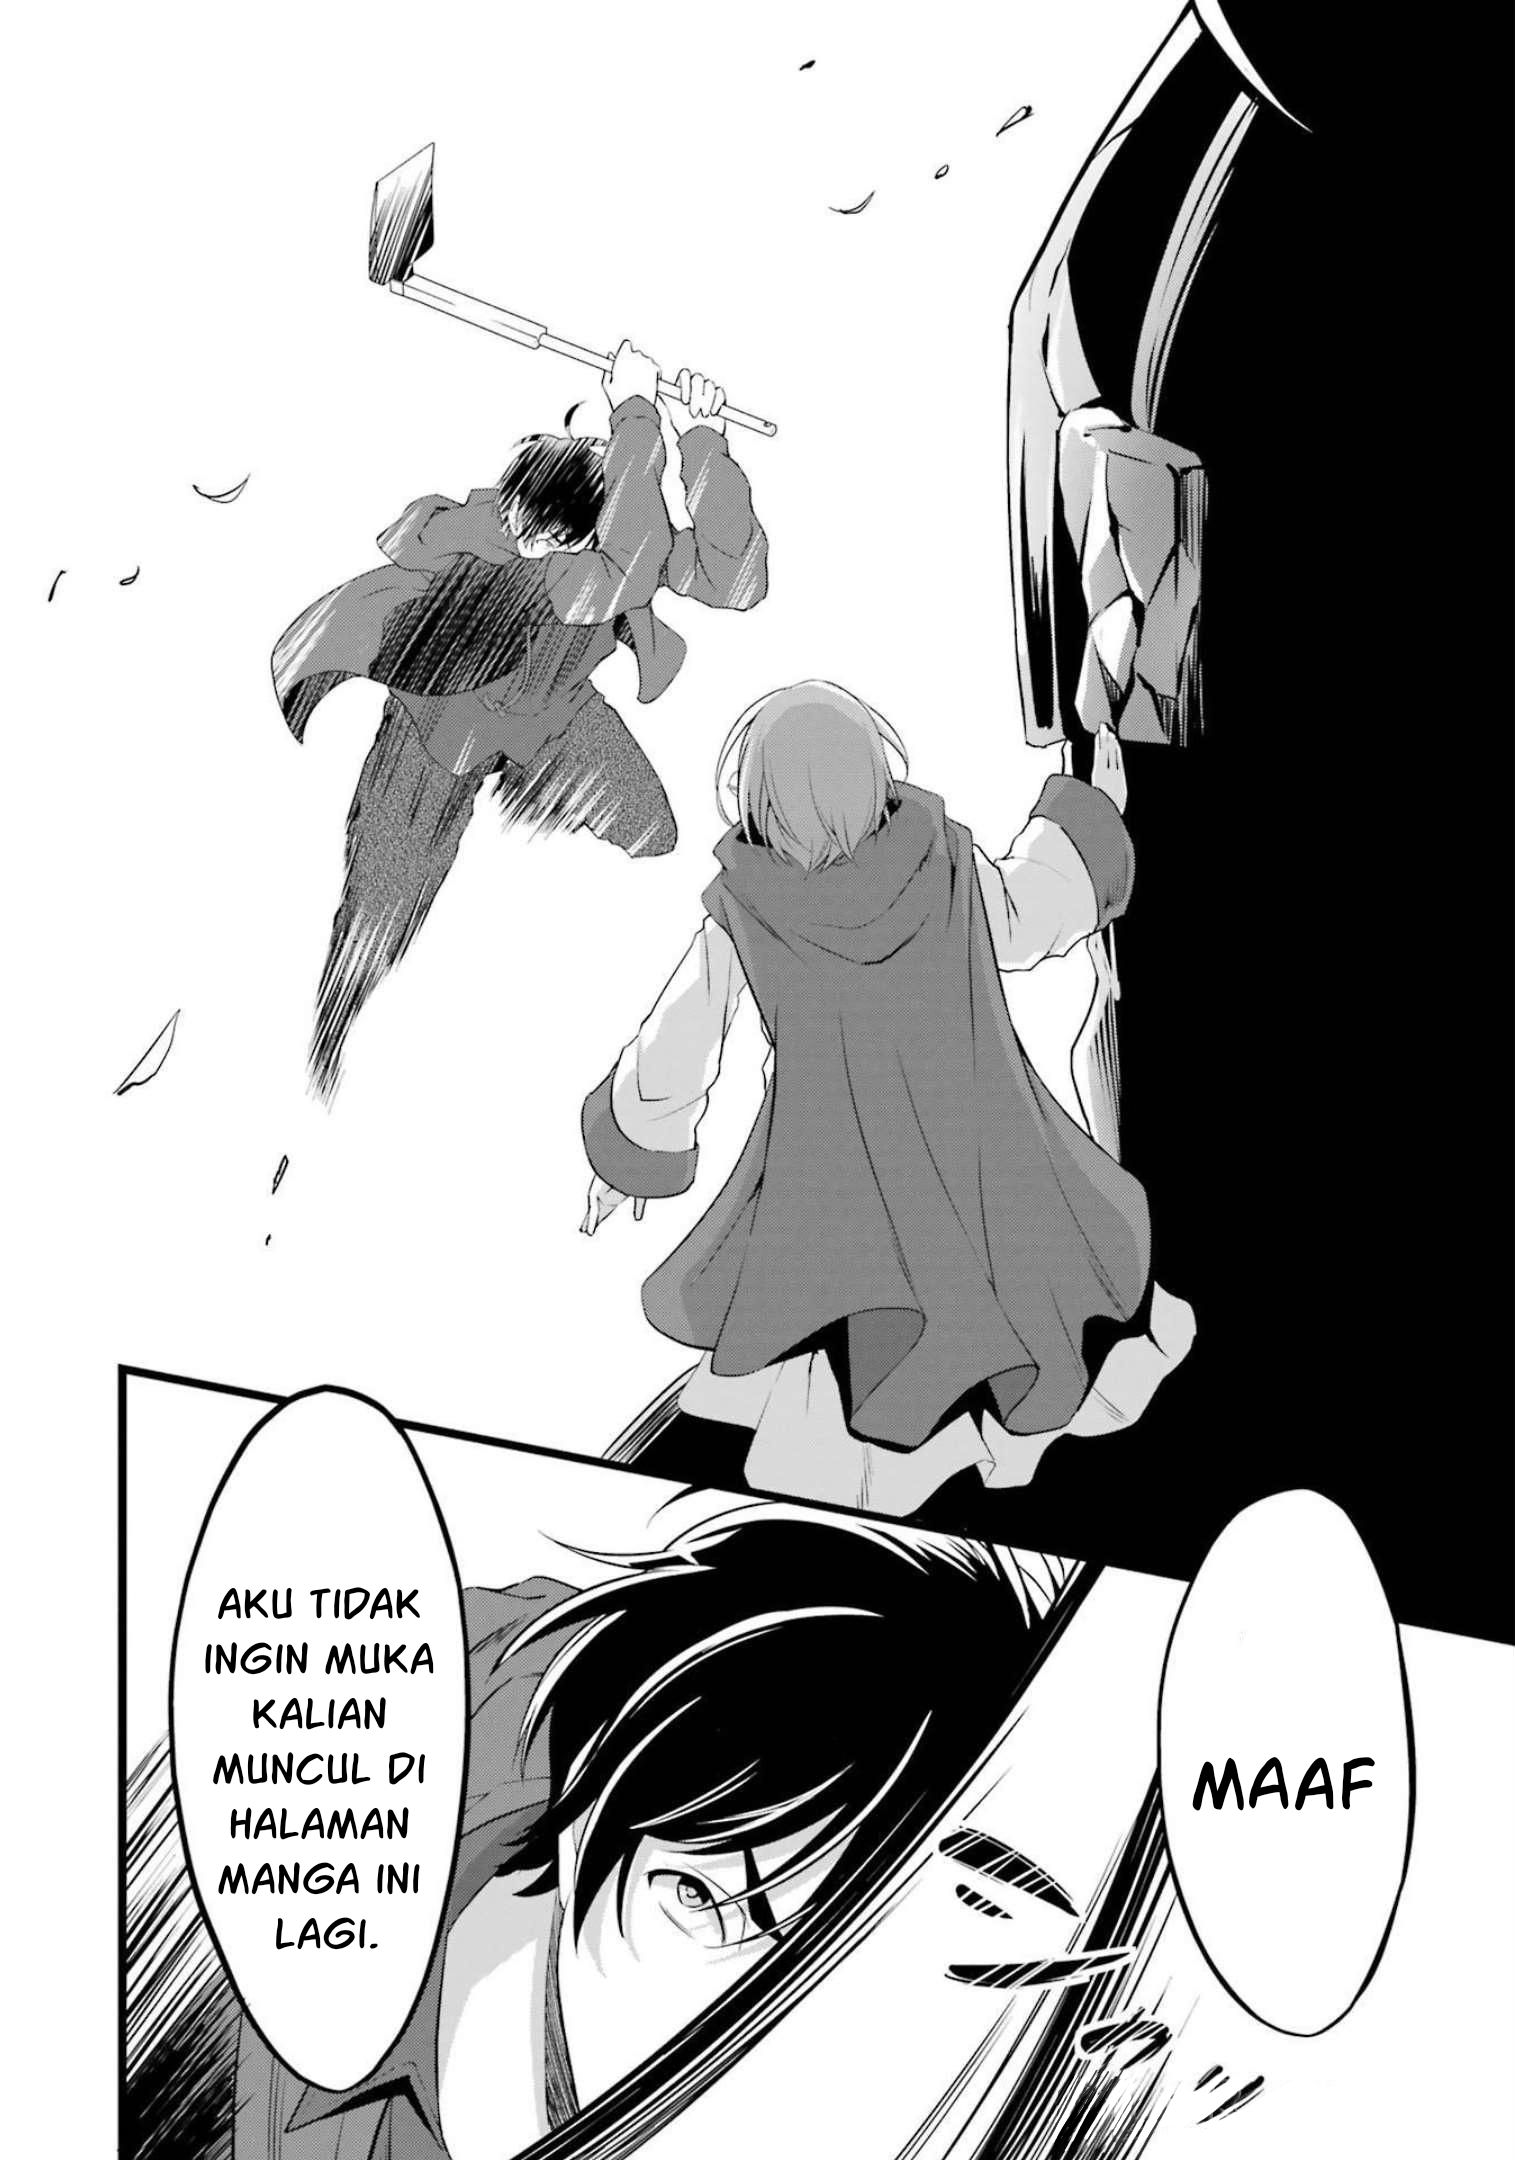 MAAF
AKU TIDAK
INGIN MUKA
KALIAN
MUNCUL DI
HALAMAN
MANGA INI
LAGI.